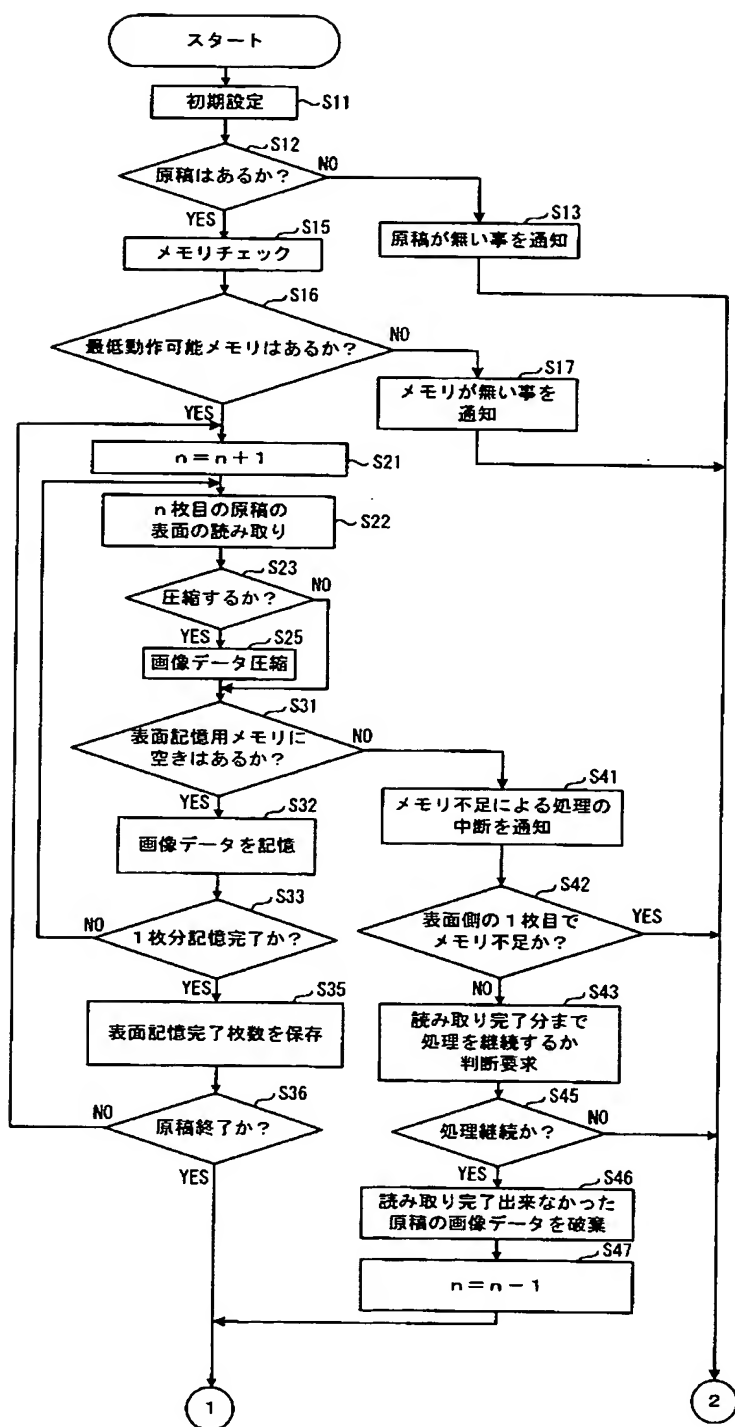 スタート
初期設定
S11
S12
原稿はあるか?
NO
YES
S13
原稿が無い事を通知
S15
メモリチェック
S16
最低動作可能メモリはあるか?
NO
YES
S17
メモリが無い事を
通知
n=n+1
S21
n枚目の原稿の
表面の読み取り
S22
S23
圧縮するか?
NO
YES
S25
画像データ圧縮
S31
表面記憶用メモリに
空きはあるか?
NO
YES
S32
画像データを記憶
S33
1枚分記憶完了か?
NO
YES
S35
表面記憶完了枚数を保存
S36
原稿終了か?
NO
YES
S41
メモリ不足による処理の
中断を通知
S42
表面側の1枚目で
メモリ不足か?
YES
NO
S43
読み取り完了分まで
処理を継続するか
判断要求
S45
処理継続か?
NO
YES
S46
読み取り完了出来なかった
原稿の画像データを破棄
S47
n=n-1
1
2